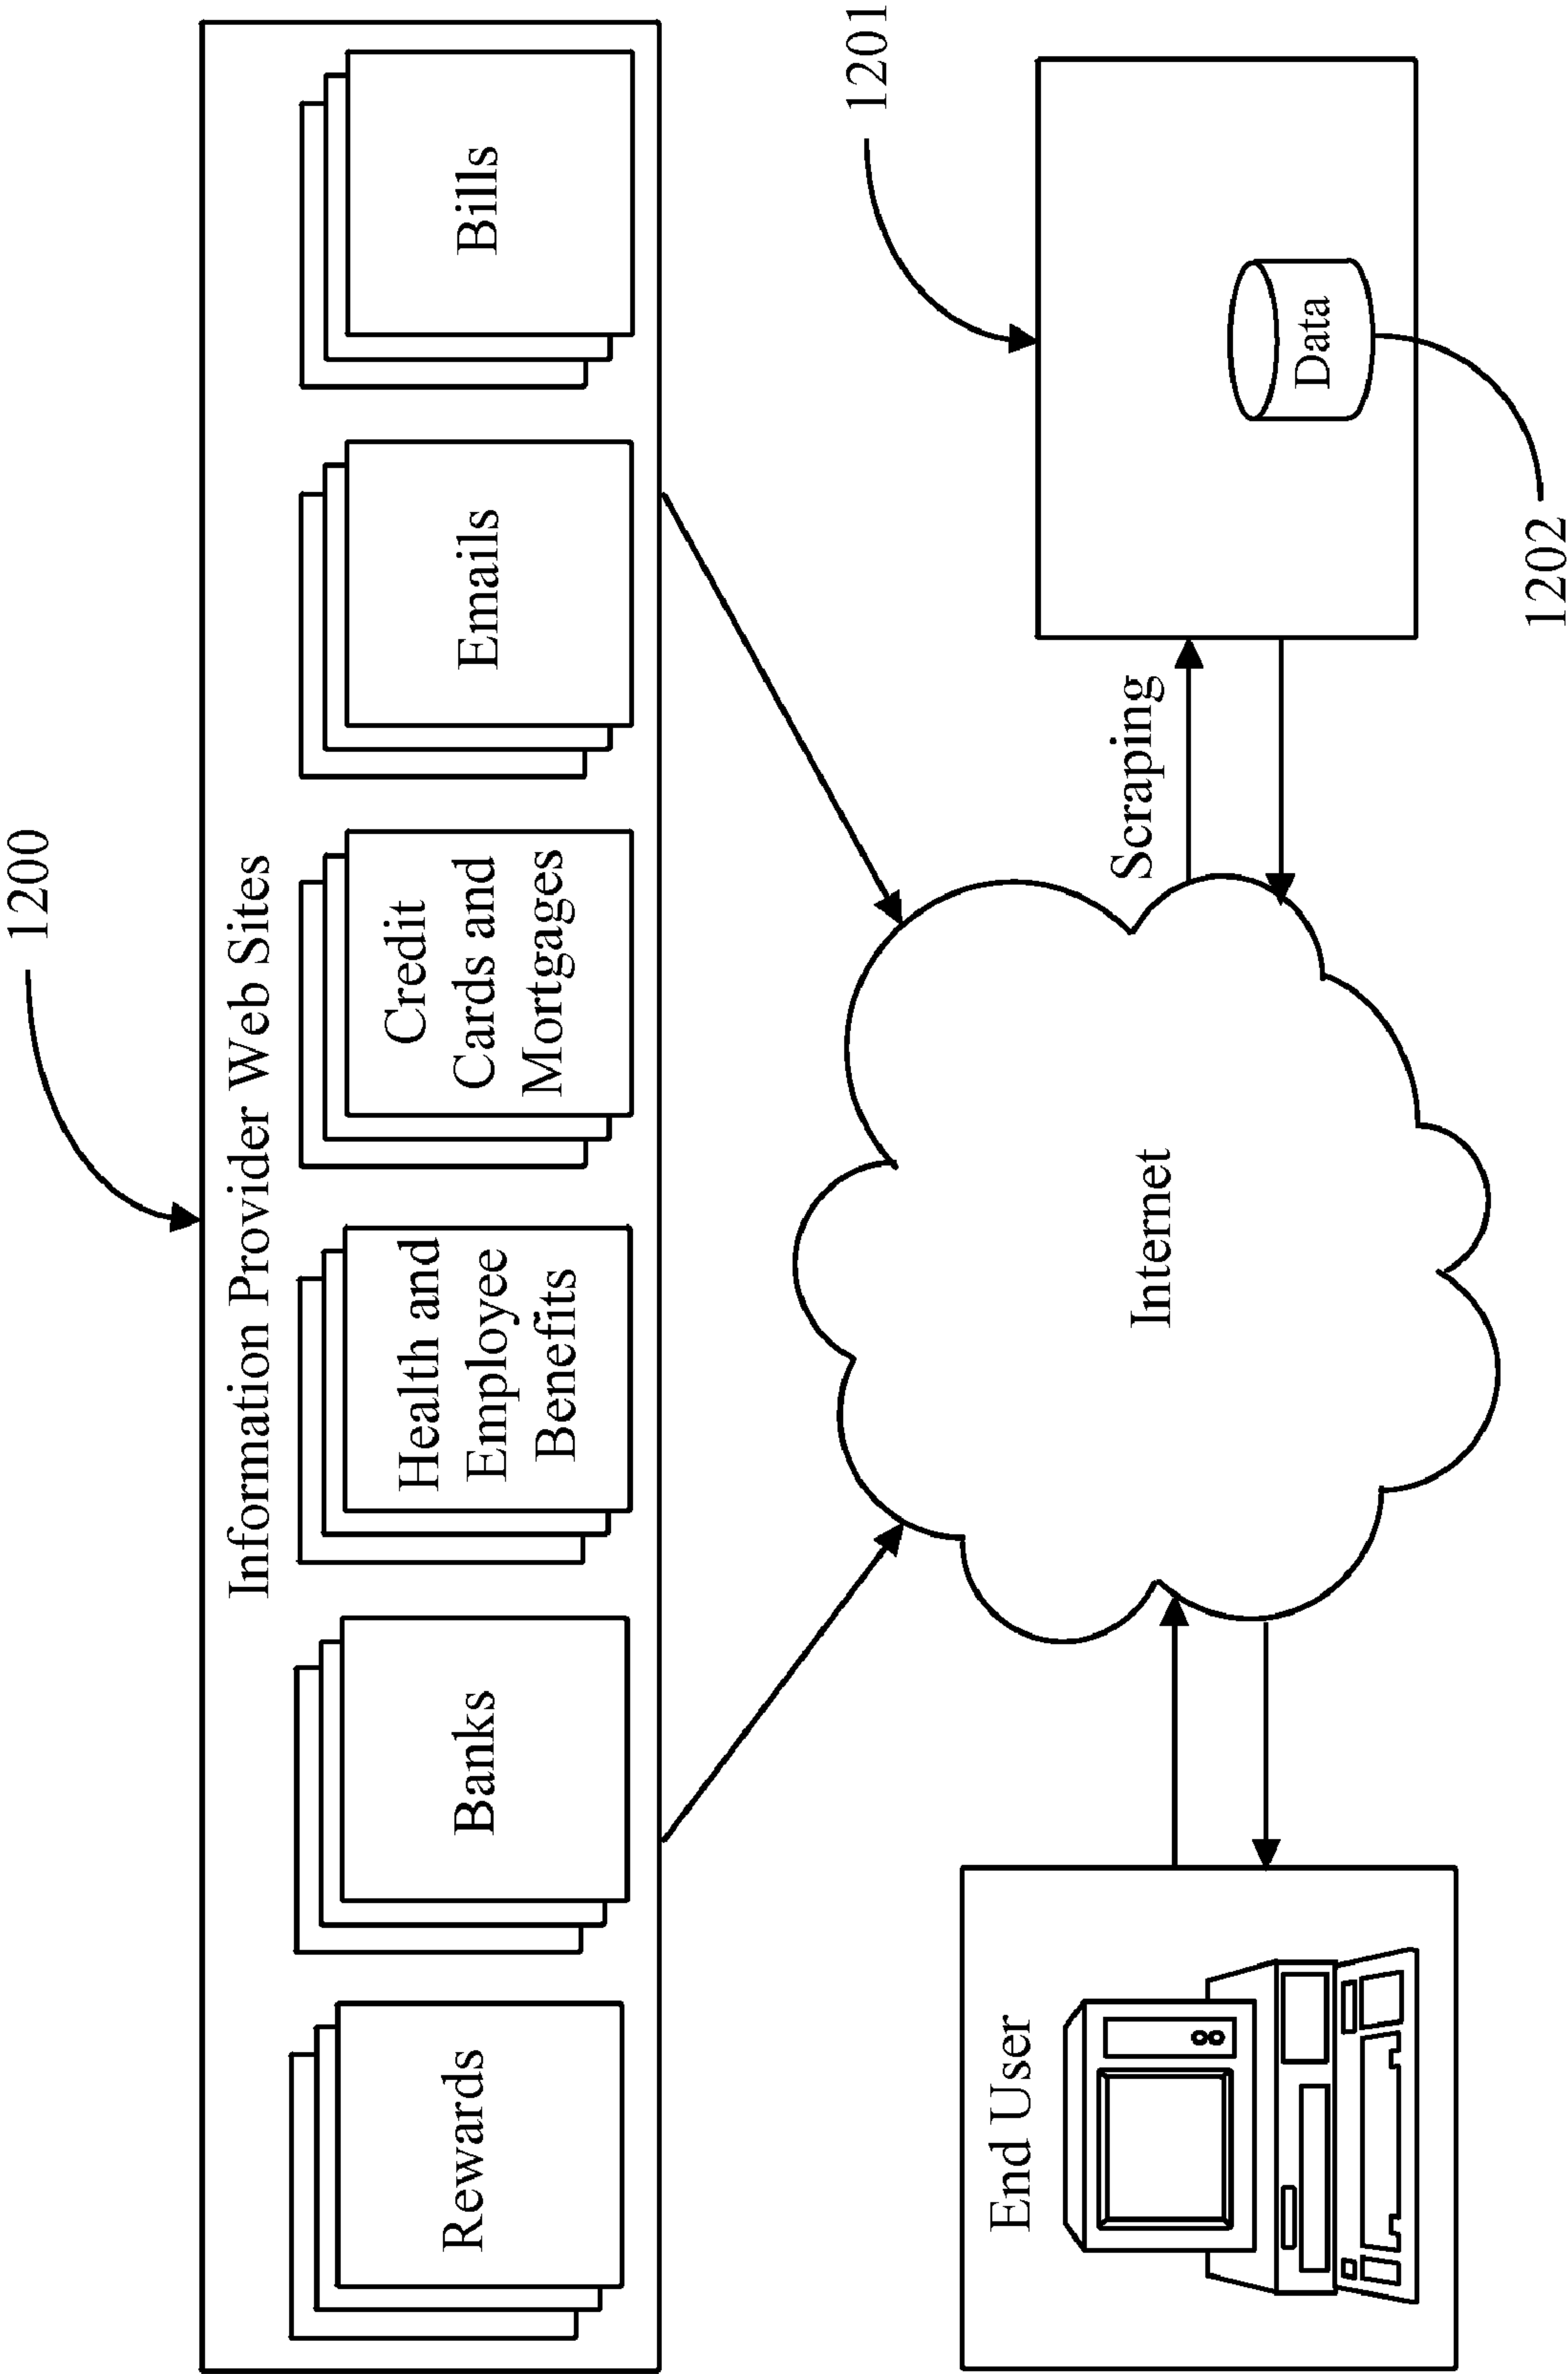 1200
Information Provider Web Sites
Rewards
Banks
Health and
Employee
Benefits
Credit
Cards and
Mortgages
Emails
Bills
1201
End User
Internet
Scraping
Data
1202